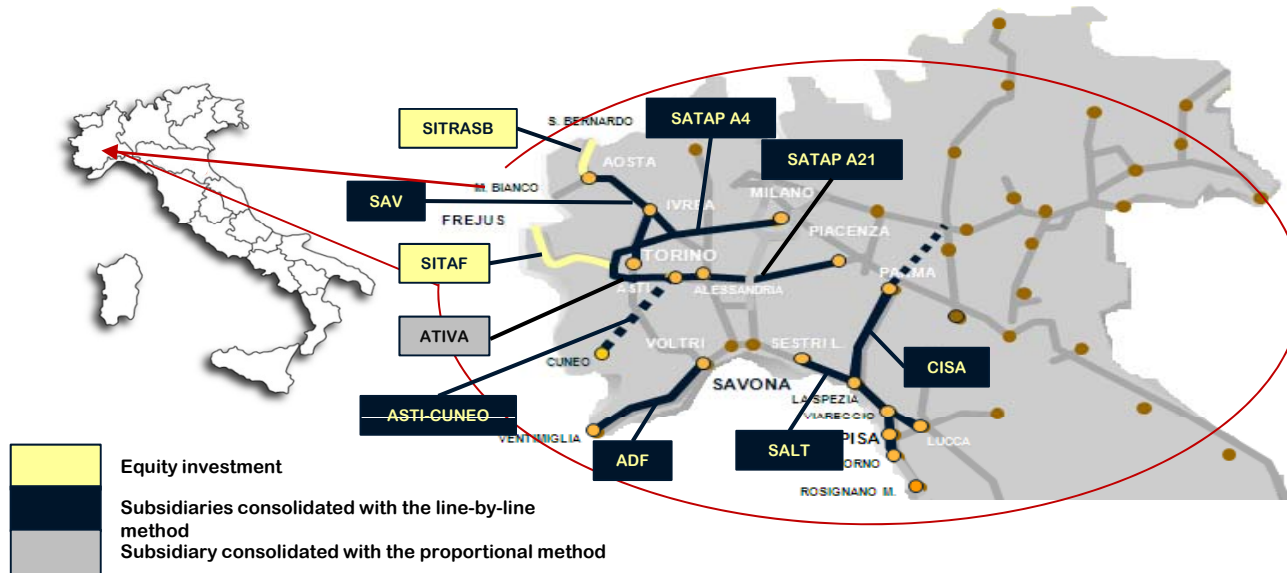 S. BERNARDO
SITRASB
SATAP A4
AOSTA
SATAP A21
M. BIANCO
MILANO
SAV
IVREA
FREJUS
PIACENZA
TORINO
SITAF
PARMA
ASTI
ALESSANDRIA
ATIVA
VOLTRI
SESTRI L.
CUNEO
CISA
SAVONA
LA SPEZIA
ASTI-CUNEO
VIAREGGIO
VENTIMIGLIA
PISA
LUCCA
ADF
SALT
ORNO
ROSIGNANO M.
Equity investment
Subsidiaries consolidated with the line-by-line
method
Subsidiary consolidated with the proportional method